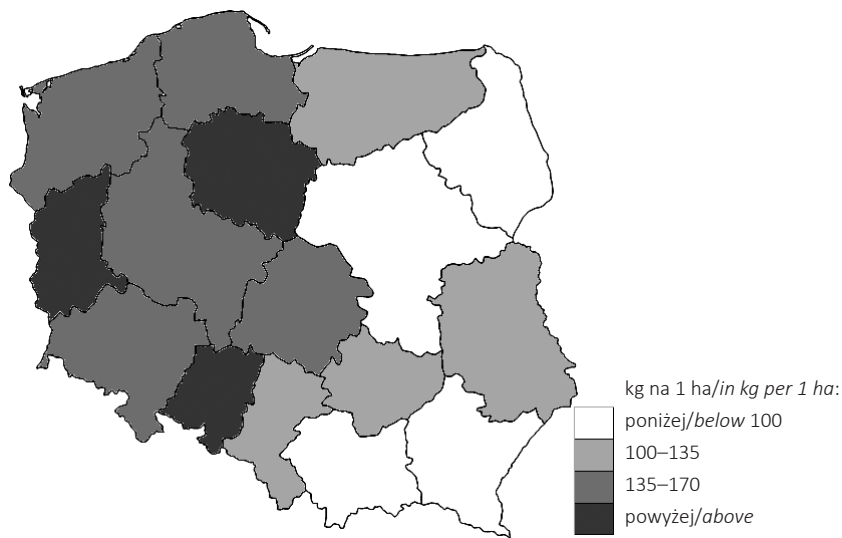 kg na 1 ha/in kg per 1 ha:
poniżej/below 100
100–135
135–170
powyżej/above